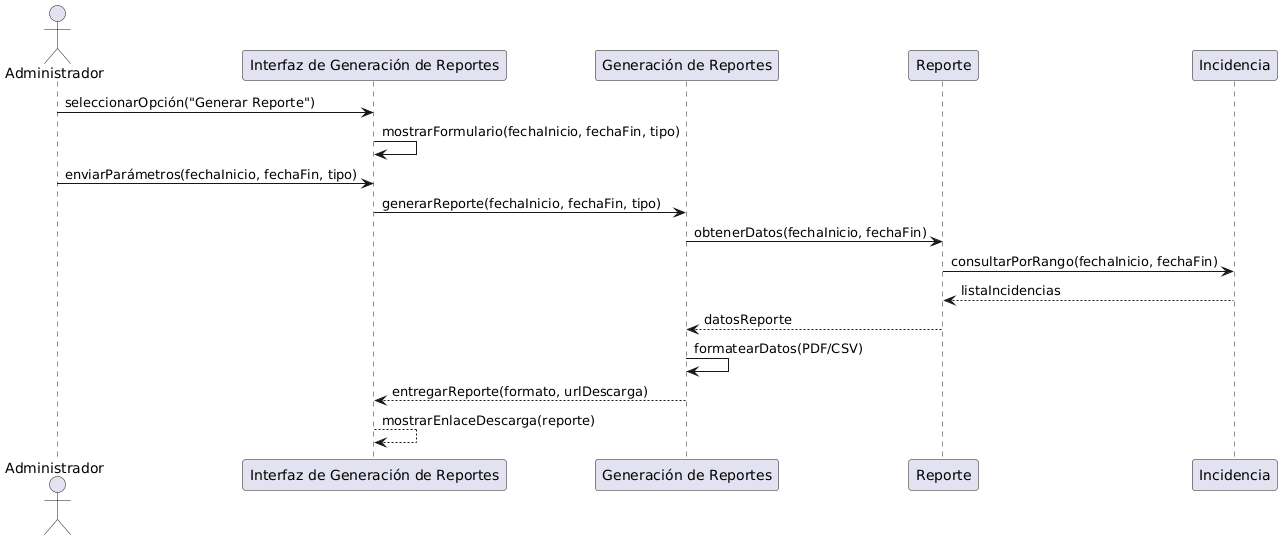 Administrador
Interfaz de Generación de Reportes
Generación de Reportes
Reporte
Incidencia
seleccionarOpción("Generar Reporte")
mostrarFormulario(fechaInicio, fechaFin, tipo)
enviarParámetros(fechaInicio, fechaFin, tipo)
generarReporte(fechaInicio, fechaFin, tipo)
obtenerDatos(fechaInicio, fechaFin)
consultarPorRango(fechaInicio, fechaFin)
listaIncidencias
datosReporte
formatearDatos(PDF/CSV)
entregarReporte(formato, urlDescarga)
mostrarEnlaceDescarga(reporte)
Administrador
Interfaz de Generación de Reportes
Generación de Reportes
Reporte
Incidencia